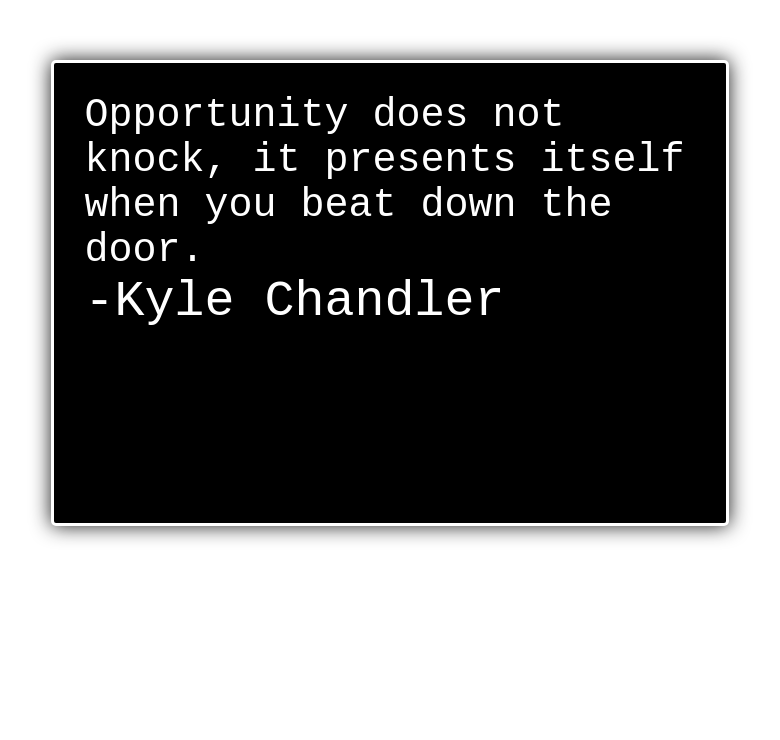 Opportunity does not
knock, it presents itself
when you beat down the
door.
-Kyle Chandler